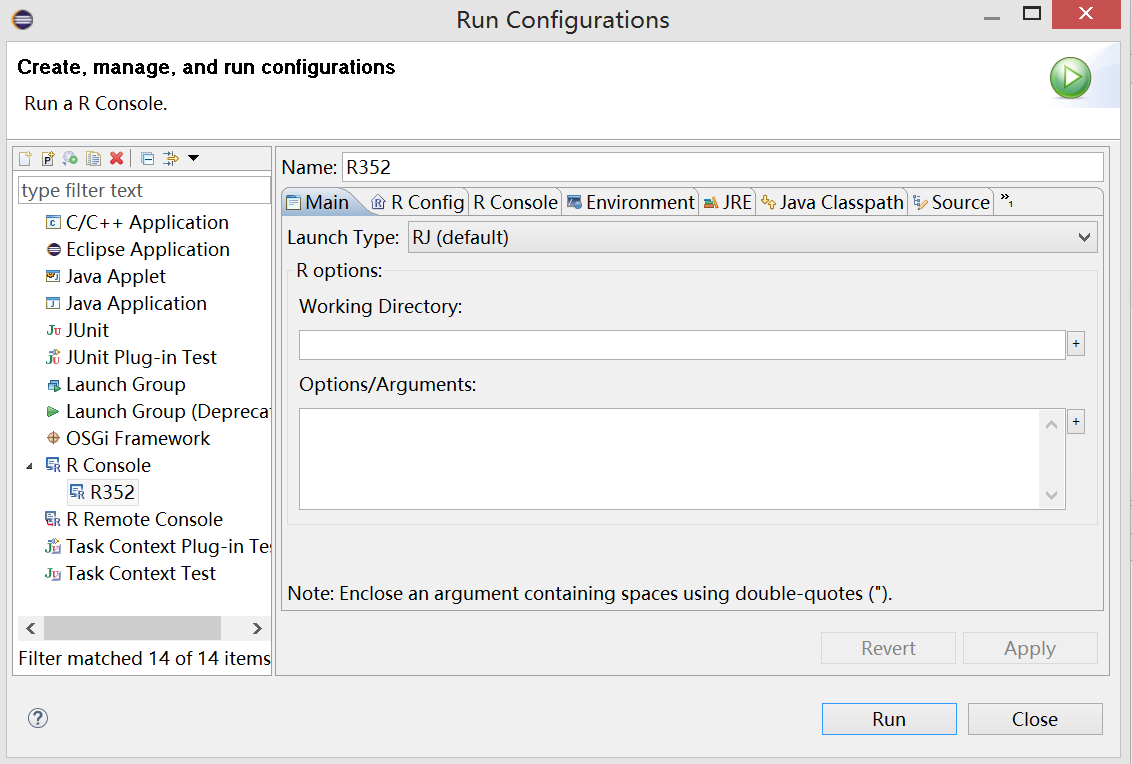 Run Configurations
Create, manage, and run configurations
Run a R Console.
type filter text
C/C++ Application
Eclipse Application
Java Applet
Java Application
JUnit
JUnit Plug-in Test
Launch Group
Launch Group (Depreca
OSGi Framework
R Console
R352
R Remote Console
Task Context Plug-in Te
Task Context Test
Filter matched 14 of 14 items
Name: R352
Main R Config R Console Environment JRE Java Classpath Source »1
Launch Type: RJ (default)
R options:
Working Directory:
+
Options/Arguments:
+
Note: Enclose an argument containing spaces using double-quotes (").
Revert Apply
? Run Close